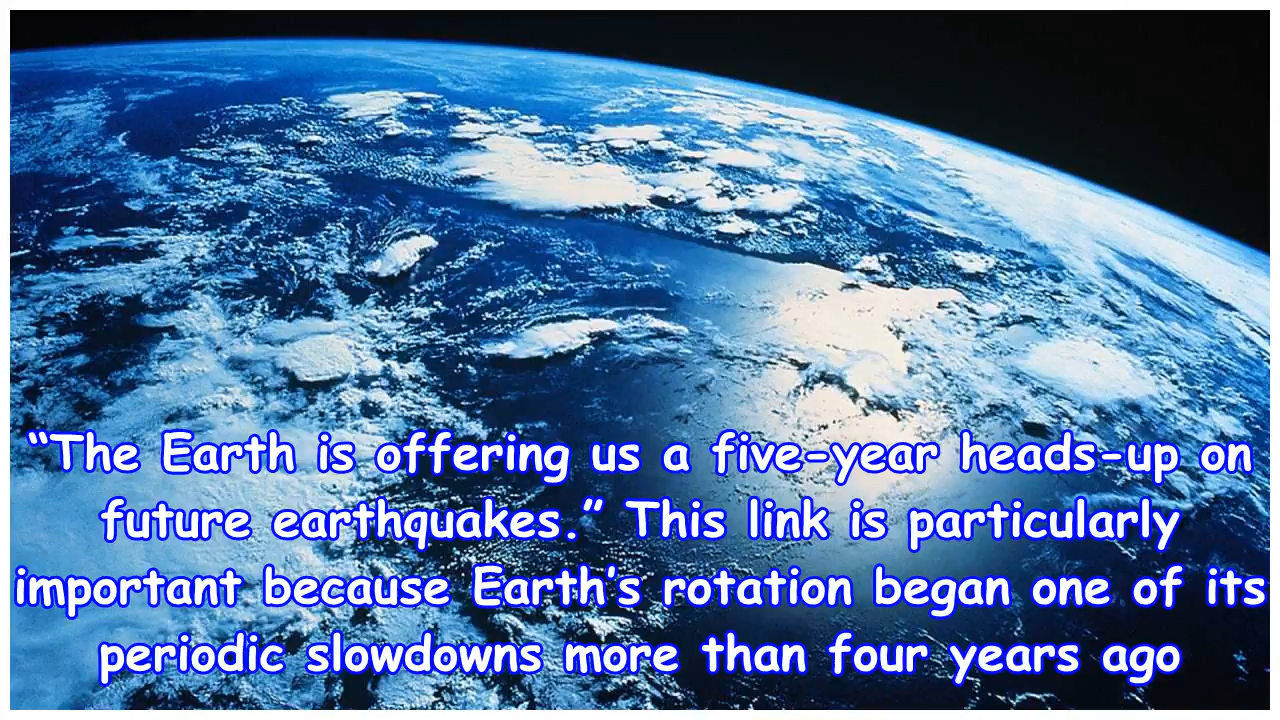 “The Earth is offering us a five-year heads-up on
future earthquakes.” This link is particularly
important because Earth’s rotation began one of its
periodic slowdowns more than four years ago